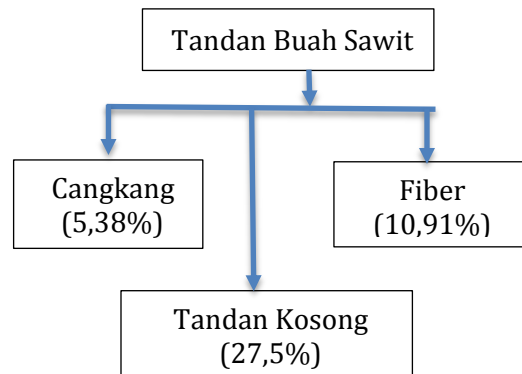 Tandan Buah Sawit
Cangkang
(5,38%)
Fiber
(10,91%)
Tandan Kosong
(27,5%)